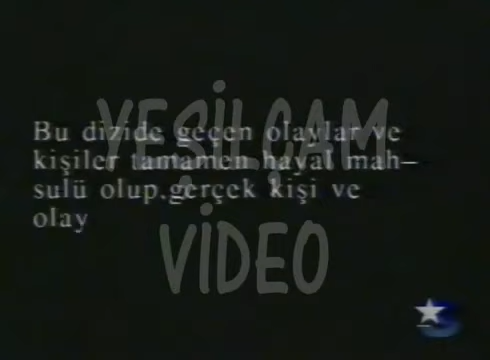 YEŞİLÇAM
Bu dizide geçen olaylar ve
kişiler tamamen hayal mah-
sulü olup,gerçek kişi ve
olay
VİDEO